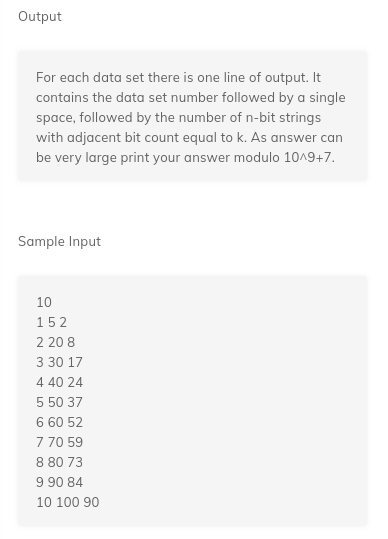 Output
For each data set there is one line of output. It
contains the data set number followed by a single
space, followed by the number of n-bit strings
with adjacent bit count equal to k. As answer can
be very large print your answer modulo 10^9+7.
Sample Input
10
1 5 2
2 20 8
3 30 17
4 40 24
5 50 37
6 60 52
7 70 59
8 80 73
9 90 84
10 100 90